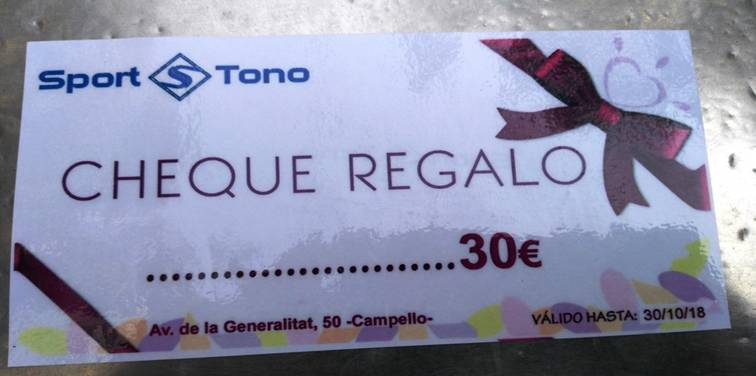 Sport S Tono
CHEQUE REGALO
........................30€
Av. de la Generalitat, 50 -Campello-
VÁLIDO HASTA: 30/10/18